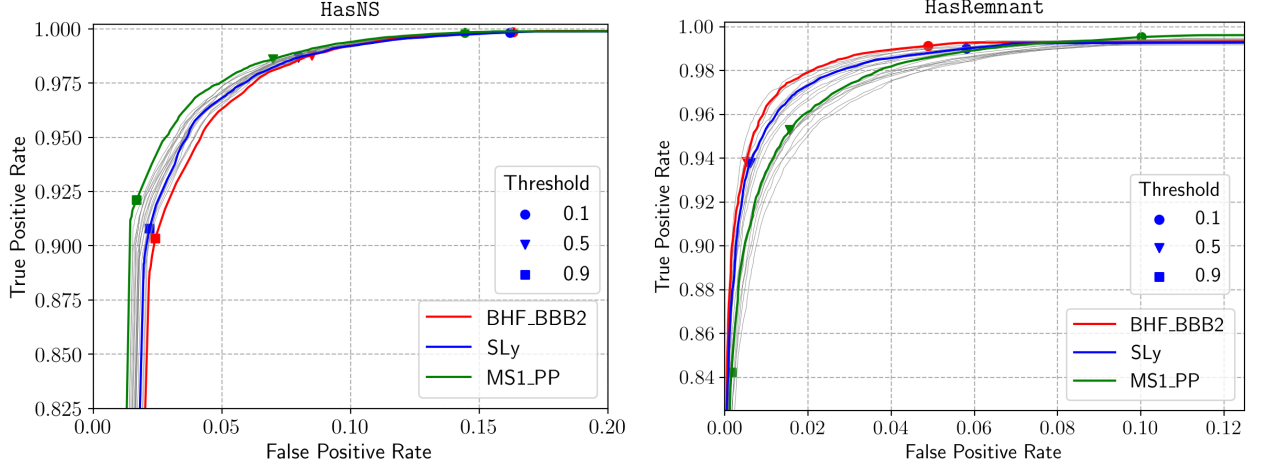 HasNS
1.000
0.975
0.950
0.925
0.900
0.875
0.850
0.825
True Positive Rate
0.00 0.05 0.10 0.15 0.20
False Positive Rate
Threshold
0.1
0.5
0.9
BHF_BBB2
SLy
MS1_PP
HasRemnant
1.00
0.98
0.96
0.94
0.92
0.90
0.88
0.86
0.84
True Positive Rate
0.00 0.02 0.04 0.06 0.08 0.10 0.12
False Positive Rate
Threshold
0.1
0.5
0.9
BHF_BBB2
SLy
MS1_PP